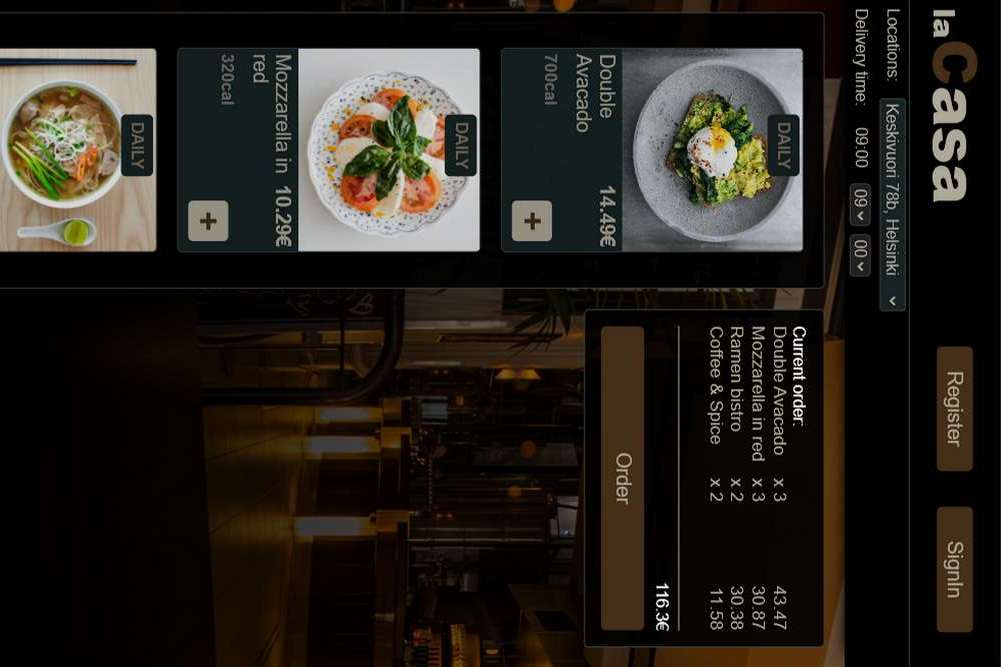 la Casa
Register
SignIn
Locations: Keskivuori 78b, Helsinki
Delivery time: 09:00 09 00
DAILY
Double Avacado 14.49€
700cal
+
DAILY
Mozzarella in red 10.29€
320cal
+
DAILY
Current order:
Double Avacado x 3 43.47
Mozzarella in red x 3 30.87
Ramen bistro x 2 30.38
Coffee & Spice x 2 11.58
116.3€
Order